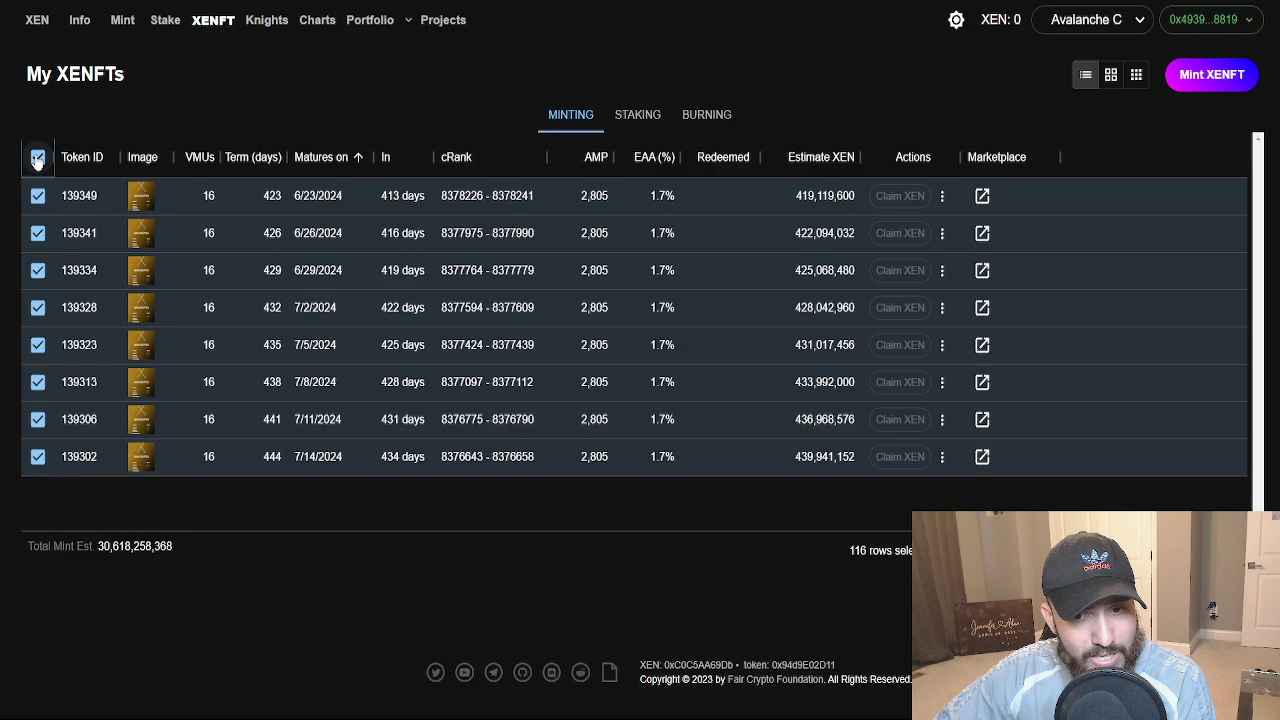 XEN Info Mint Stake XENFT Knights Charts Portfolio Projects XEN: 0 Avalanche C 0x4939...8819
My XENFTs Mint XENFT
MINTING STAKING BURNING
Token ID Image VMUs Term (days) Matures on In cRank AMP EAA (%) Redeemed Estimate XEN Actions Marketplace
139349 16 423 6/23/2024 413 days 8378226 - 8378241 2,805 1.7% 419,119,600 Claim XEN
139341 16 426 6/26/2024 416 days 8377975 - 8377990 2,805 1.7% 422,094,032 Claim XEN
139334 16 429 6/29/2024 419 days 8377764 - 8377779 2,805 1.7% 425,068,480 Claim XEN
139328 16 432 7/2/2024 422 days 8377594 - 8377609 2,805 1.7% 428,042,960 Claim XEN
139323 16 435 7/5/2024 425 days 8377424 - 8377439 2,805 1.7% 431,017,456 Claim XEN
139313 16 438 7/8/2024 428 days 8377097 - 8377112 2,805 1.7% 433,992,000 Claim XEN
139306 16 441 7/11/2024 431 days 8376775 - 8376790 2,805 1.7% 436,966,576 Claim XEN
139302 16 444 7/14/2024 434 days 8376643 - 8376658 2,805 1.7% 439,941,152 Claim XEN
Total Mint Est. 30,618,258,368
116 rows sele
adidas
Jennifer & Alan
XEN: 0xC0C5AA69Db • token: 0x94d9E02D11
Copyright © 2023 by Fair Crypto Foundation. All Rights Reserved.